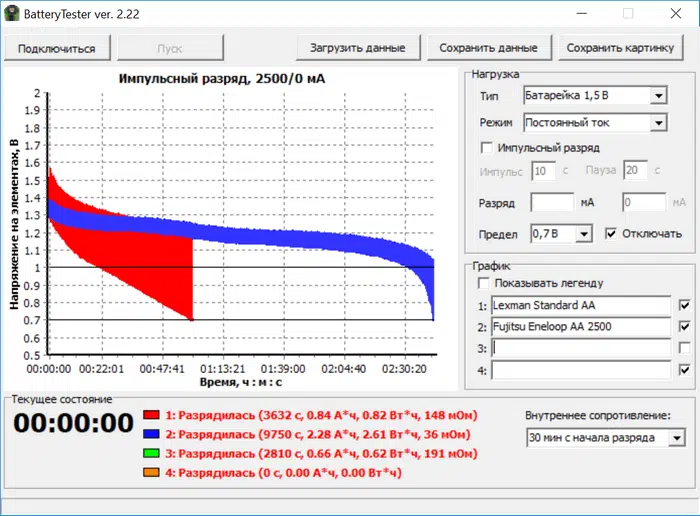 BatteryTester ver. 2.22
Подключиться Пуск Загрузить данные Сохранить данные Сохранить картинку
Импульсный разряд, 2500/0 мА
Напряжение на элементах, В
2
1.9
1.8
1.7
1.6
1.5
1.4
1.3
1.2
1.1
1
0.9
0.8
0.7
0.6
0.5
00:00:00 00:22:01 00:47:41 01:13:21 01:39:00 02:04:40 02:30:20
Время, ч : м : с
Нагрузка
Тип Батарейка 1,5 В
Режим Постоянный ток
Импульсный разряд
Импульс 10 с Пауза 20 с
Разряд мА 0 мА
Предел 0,7 В Отключать
График
Показывать легенду
1: Lexman Standard AA
2: Fujitsu Eneloop AA 2500
3:
4:
Текущее состояние
00:00:00
1: Разрядилась (3632 с, 0.84 А*ч, 0.82 Вт*ч, 148 мОм)
2: Разрядилась (9750 с, 2.28 А*ч, 2.61 Вт*ч, 36 мОм)
3: Разрядилась (2810 с, 0.66 А*ч, 0.62 Вт*ч, 191 мОм)
4: Разрядилась (0 с, 0.00 А*ч, 0.00 Вт*ч)
Внутреннее сопротивление:
30 мин с начала разряда